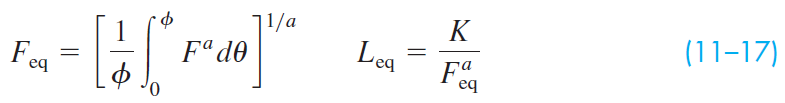 F_eq = [ 1/ϕ ∫_0^ϕ F^a dθ ]^{1/a}    L_eq = K / F_eq^a    (11–17)